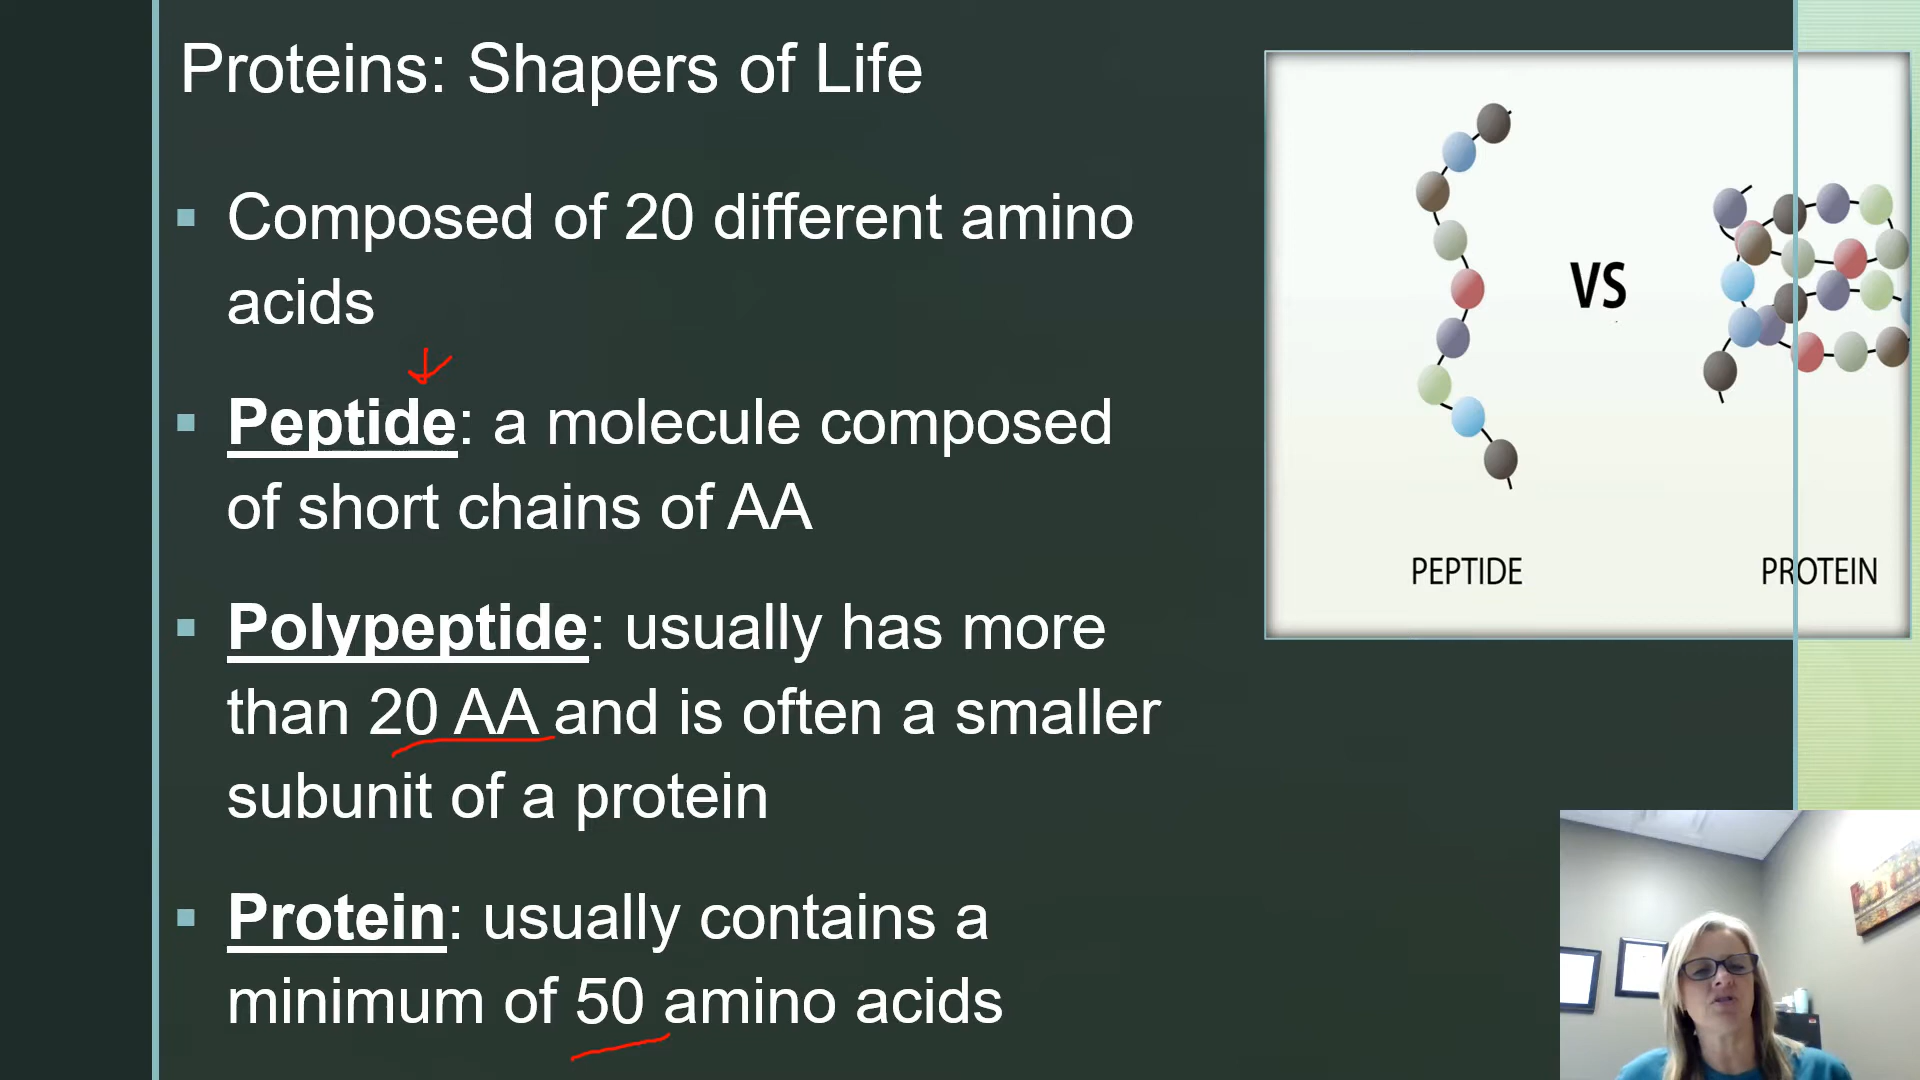 Proteins: Shapers of Life
Composed of 20 different amino
acids
Peptide: a molecule composed
of short chains of AA
Polypeptide: usually has more
than 20 AA and is often a smaller
subunit of a protein
Protein: usually contains a
minimum of 50 amino acids
VS
PEPTIDE
PROTEIN